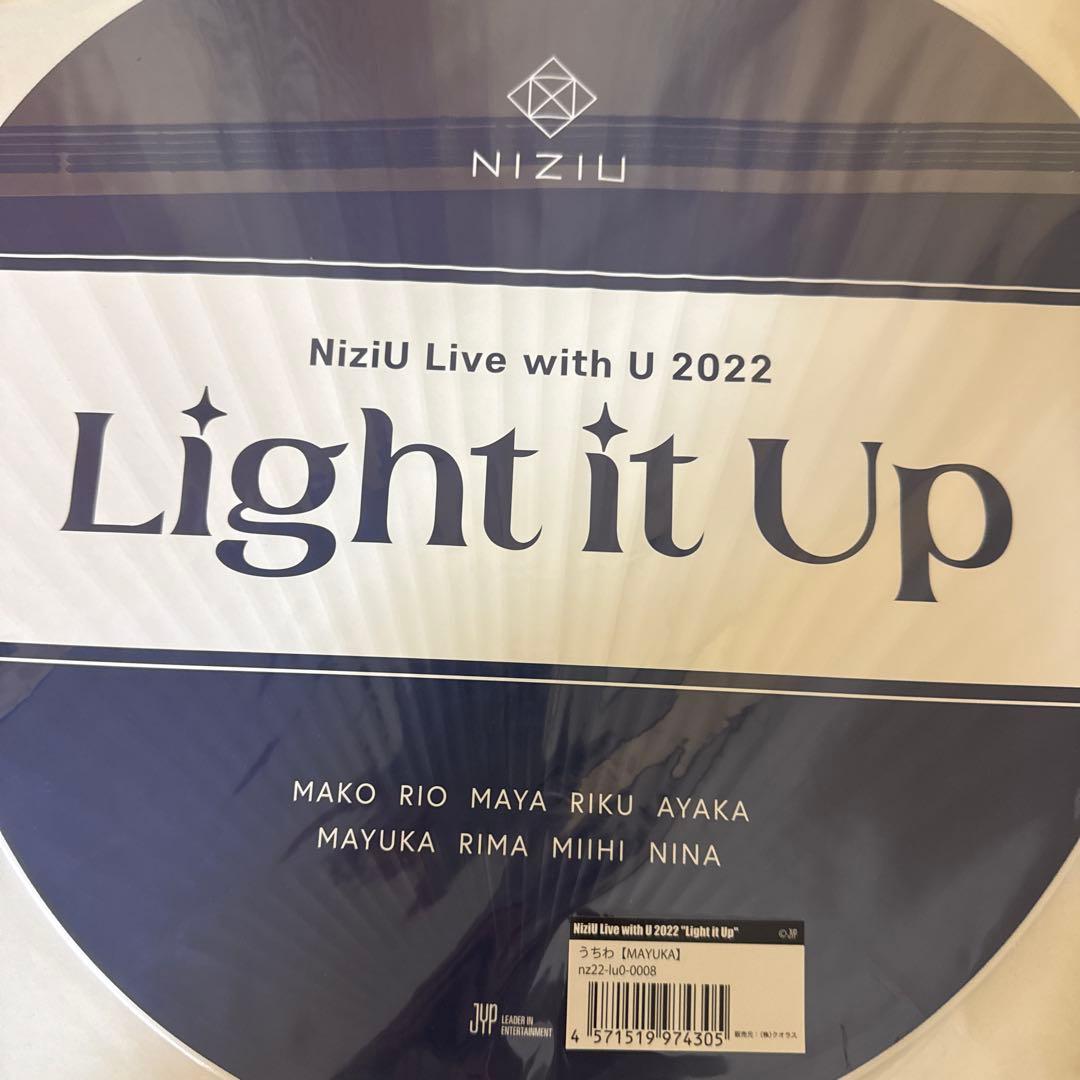 NIZIU
NiziU Live with U 2022
Light it Up
MAKO RIO MAYA RIKU AYAKA
MAYUKA RIMA MIIHI NINA
NiziU Live with U 2022 "Light it Up" ©JYP
うちわ【MAYUKA】
nz22-lu0-0008
4 571519 974305
販売元：(株)クオラス
JYP LEADER IN
ENTERTAINMENT